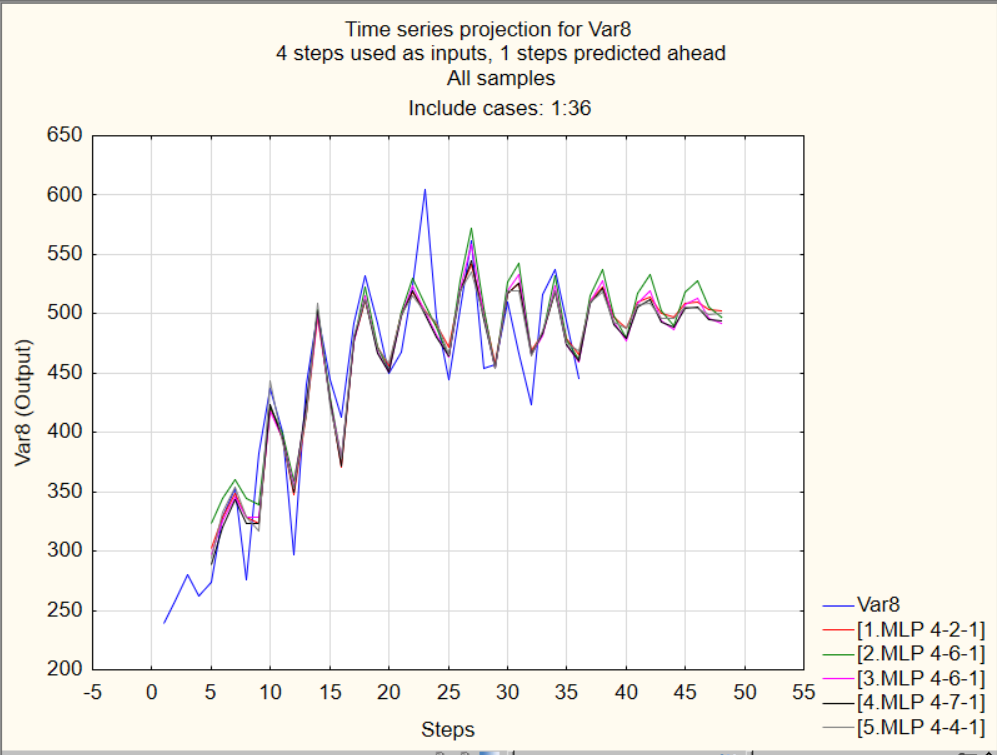 Time series projection for Var8
4 steps used as inputs, 1 steps predicted ahead
All samples
Include cases: 1:36
650
600
550
500
450
400
350
300
250
200
Var8 (Output)
-5 0 5 10 15 20 25 30 35 40 45 50 55
Steps
Var8
[1.MLP 4-2-1]
[2.MLP 4-6-1]
[3.MLP 4-6-1]
[4.MLP 4-7-1]
[5.MLP 4-4-1]